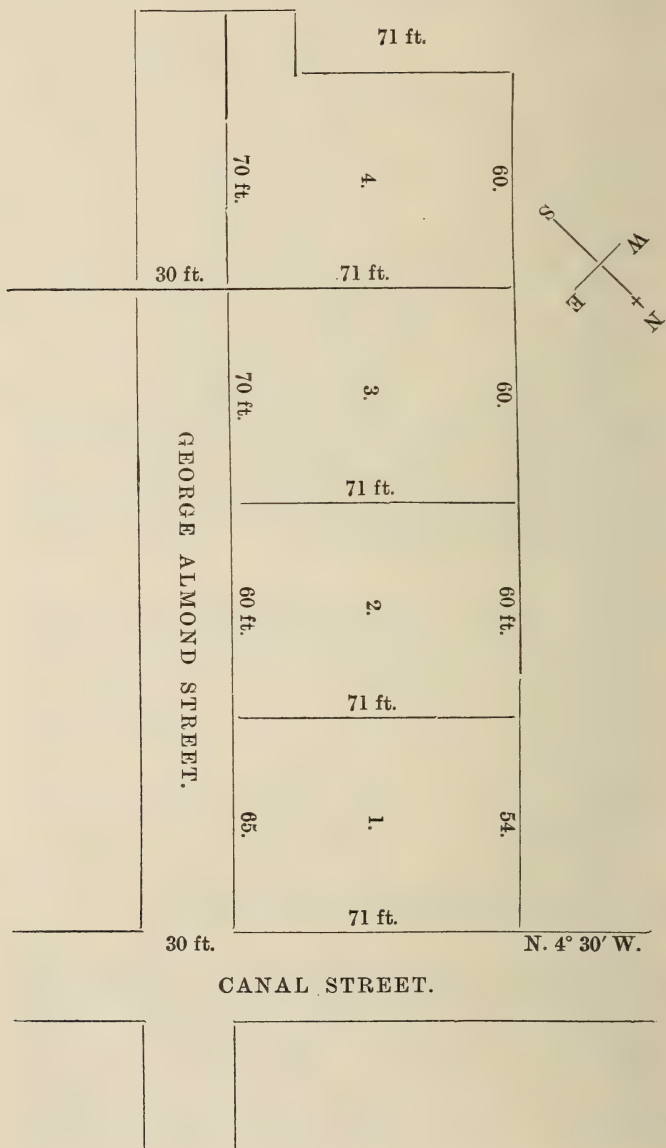 71 ft.
70 ft.
4.
60.
S
W
E
N
30 ft.
71 ft.
70 ft.
3.
60.
GEORGE ALMOND STREET.
71 ft.
60 ft.
2.
60 ft.
71 ft.
65.
1.
54.
71 ft.
30 ft.
N. 4° 30′ W.
CANAL STREET.